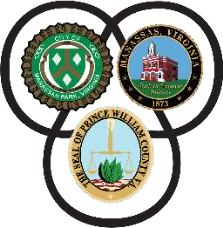 CITY OF
MANASSAS PARK, VIRGINIA
MANASSAS, VIRGINIA
1873
THE SEAL OF PRINCE WILLIAM COUNTY, VA.